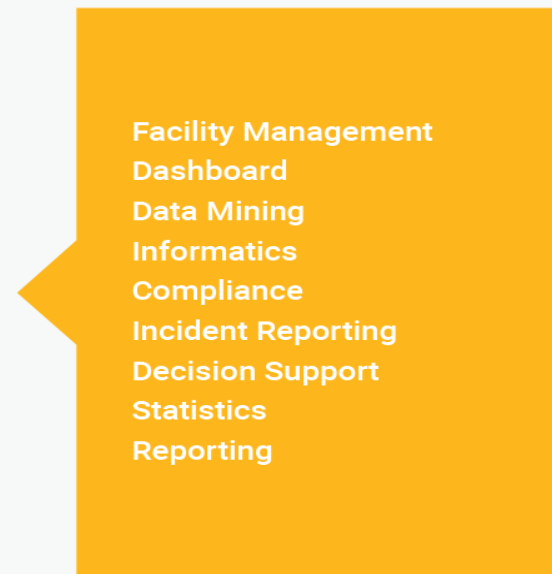 Facility Management
Dashboard
Data Mining
Informatics
Compliance
Incident Reporting
Decision Support
Statistics
Reporting